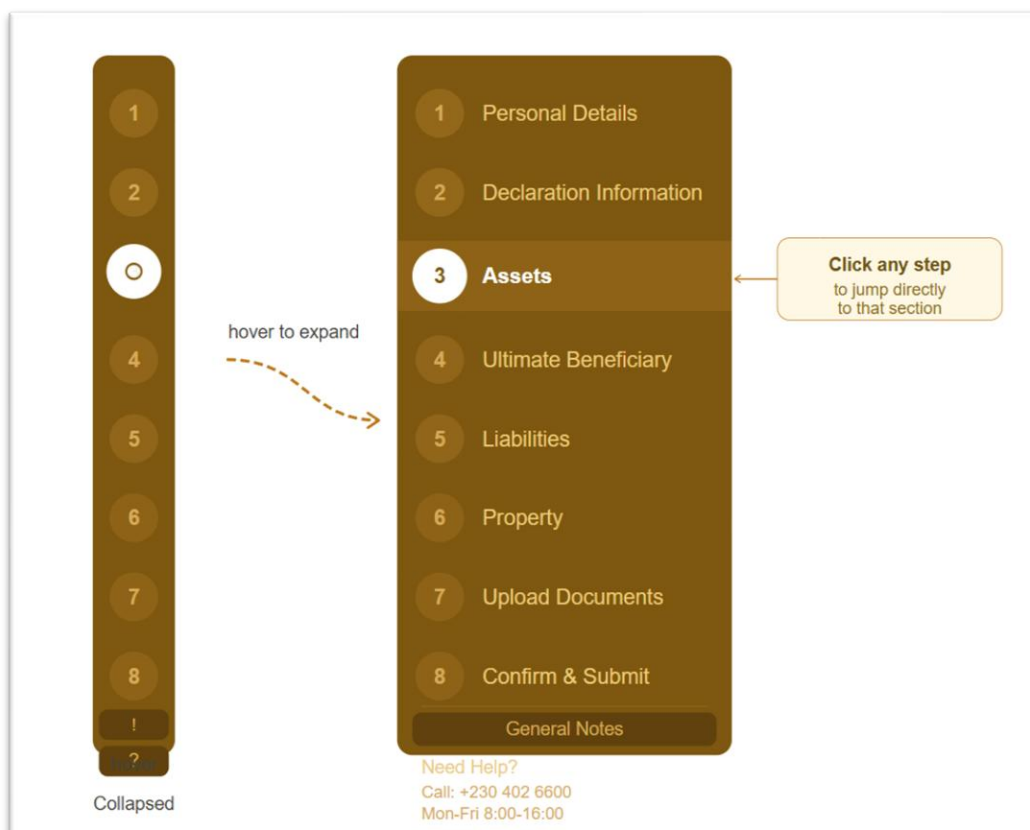 1
2
4
5
6
7
8
!
?
Collapsed
hover to expand
1 Personal Details
2 Declaration Information
3 Assets
4 Ultimate Beneficiary
5 Liabilities
6 Property
7 Upload Documents
8 Confirm & Submit
General Notes
Need Help?
Call: +230 402 6600
Mon-Fri 8:00-16:00
Click any step
to jump directly
to that section